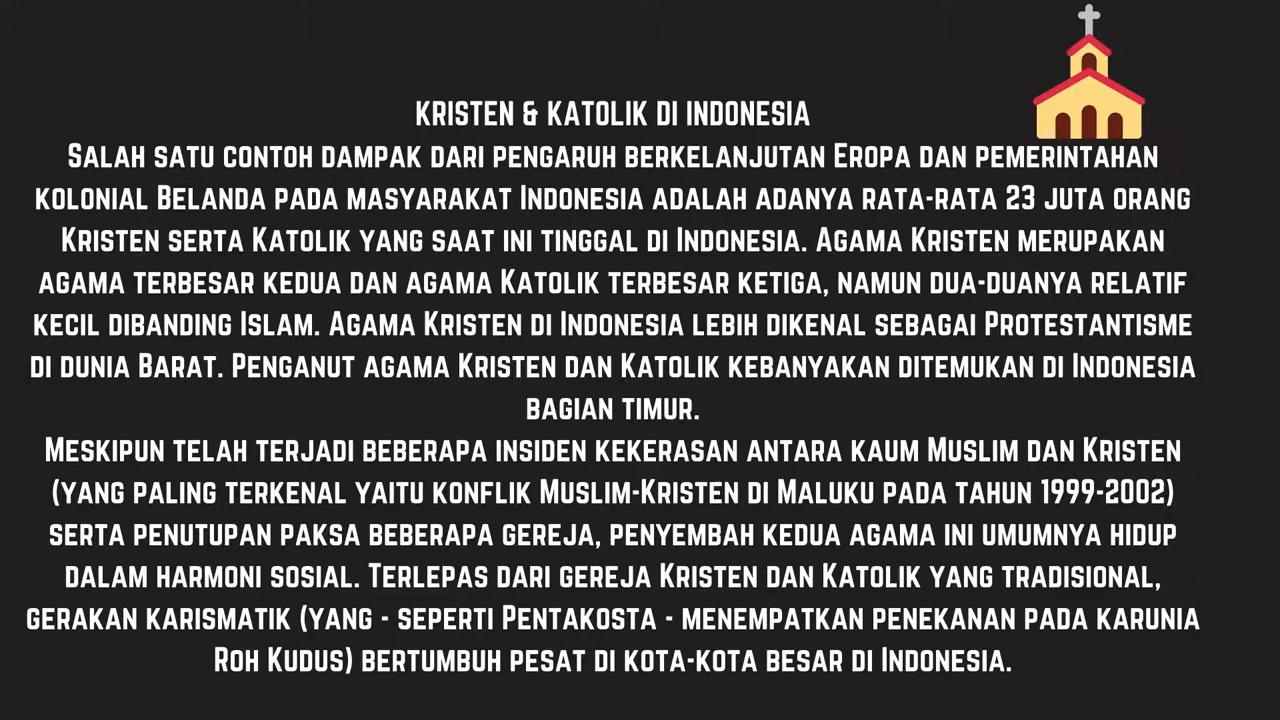 KRISTEN & KATOLIK DI INDONESIA
SALAH SATU CONTOH DAMPAK DARI PENGARUH BERKELANJUTAN EROPA DAN PEMERINTAHAN
KOLONIAL BELANDA PADA MASYARAKAT INDONESIA ADALAH ADANYA RATA-RATA 23 JUTA ORANG
KRISTEN SERTA KATOLIK YANG SAAT INI TINGGAL DI INDONESIA. AGAMA KRISTEN MERUPAKAN
AGAMA TERBESAR KEDUA DAN AGAMA KATOLIK TERBESAR KETIGA, NAMUN DUA-DUANYA RELATIF
KECIL DIBANDING ISLAM. AGAMA KRISTEN DI INDONESIA LEBIH DIKENAL SEBAGAI PROTESTANTISME
DI DUNIA BARAT. PENGANUT AGAMA KRISTEN DAN KATOLIK KEBANYAKAN DITEMUKAN DI INDONESIA
BAGIAN TIMUR.
MESKIPUN TELAH TERJADI BEBERAPA INSIDEN KEKERASAN ANTARA KAUM MUSLIM DAN KRISTEN
(YANG PALING TERKENAL YAITU KONFLIK MUSLIM-KRISTEN DI MALUKU PADA TAHUN 1999-2002)
SERTA PENUTUPAN PAKSA BEBERAPA GEREJA, PENYEMBAH KEDUA AGAMA INI UMUMNYA HIDUP
DALAM HARMONI SOSIAL. TERLEPAS DARI GEREJA KRISTEN DAN KATOLIK YANG TRADISIONAL,
GERAKAN KARISMATIK (YANG - SEPERTI PENTAKOSTA - MENEMPATKAN PENEKANAN PADA KARUNIA
ROH KUDUS) BERTUMBUH PESAT DI KOTA-KOTA BESAR DI INDONESIA.